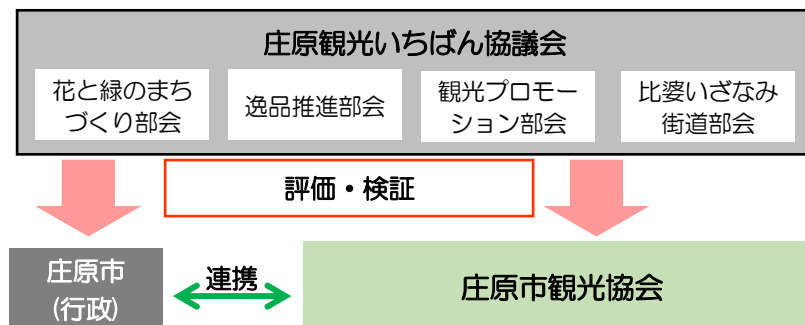 庄原観光いちばん協議会
花と緑のまち
づくり部会
逸品推進部会
観光プロモー
ション部会
比婆いざなみ
街道部会
評価・検証
庄原市
(行政)
連携
庄原市観光協会